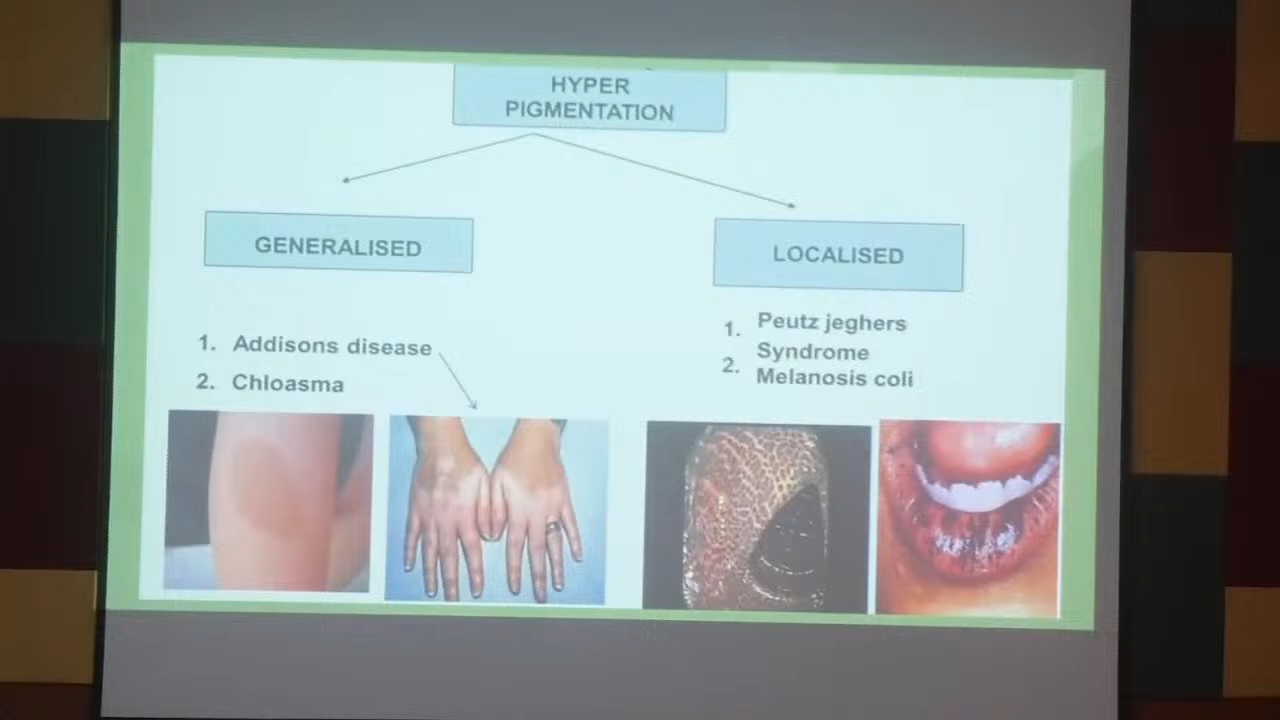 HYPER
PIGMENTATION
GENERALISED
1. Addisons disease
2. Chloasma
LOCALISED
1. Peutz jeghers
Syndrome
2. Melanosis coli